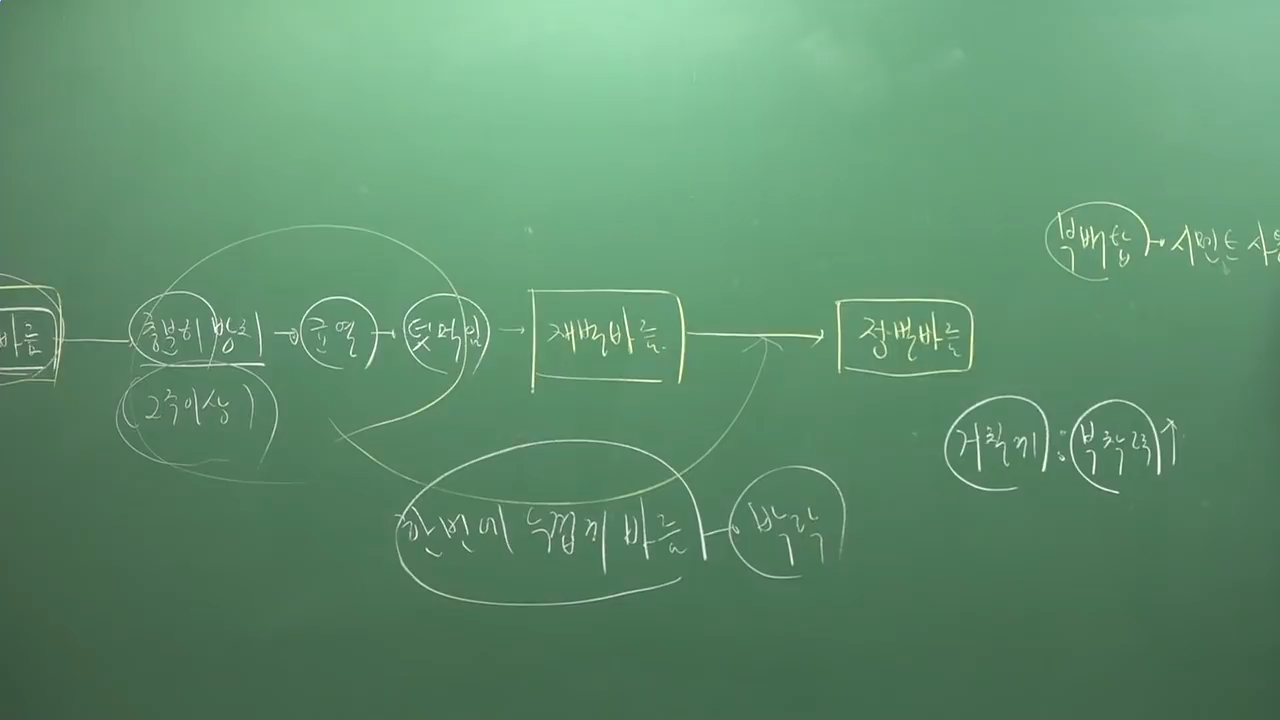 부배합 → 시멘트 사용
바름 — 충분히 방치 → 균열 → 덧먹임 → 재벌바름 → 정벌바름
(2주이상)
거칠게 : 부착력↑
한번에 두껍게 바름 → 박락